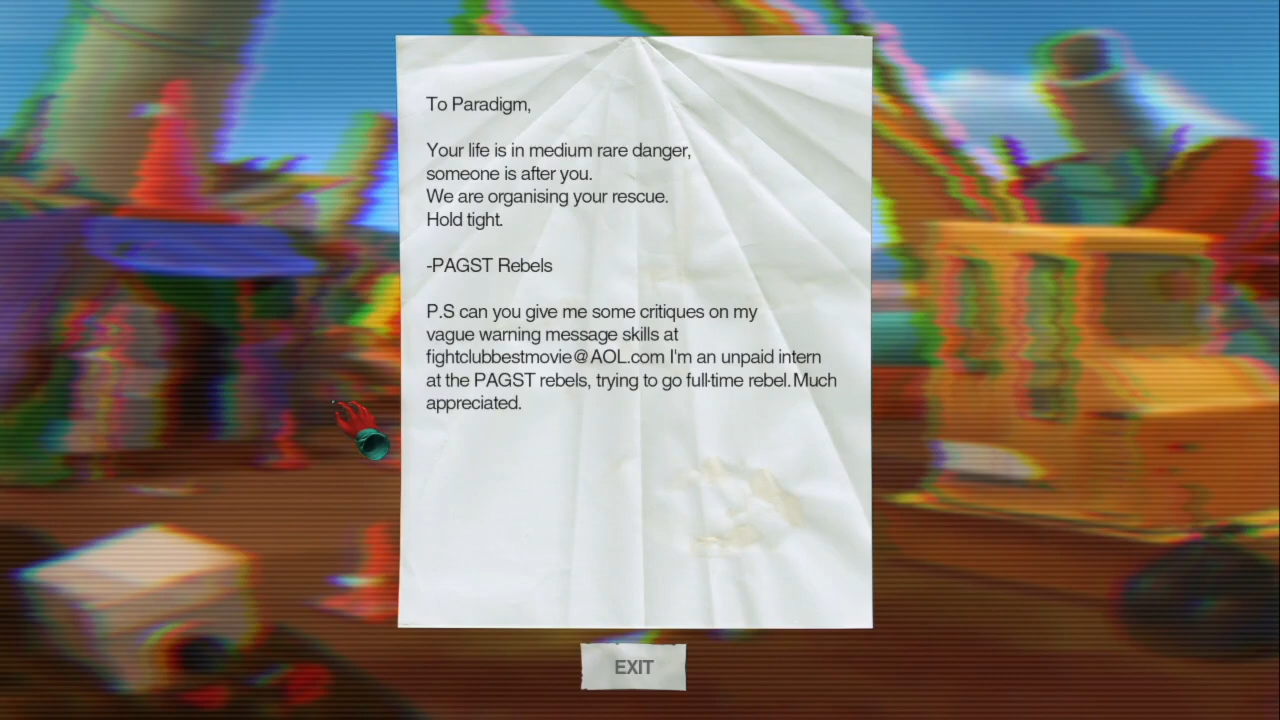 To Paradigm,
Your life is in medium rare danger,
someone is after you.
We are organising your rescue.
Hold tight.
-PAGST Rebels
P.S can you give me some critiques on my
vague warning message skills at
fightclubbestmovie@AOL.com I'm an unpaid intern
at the PAGST rebels, trying to go full-time rebel. Much
appreciated.
EXIT